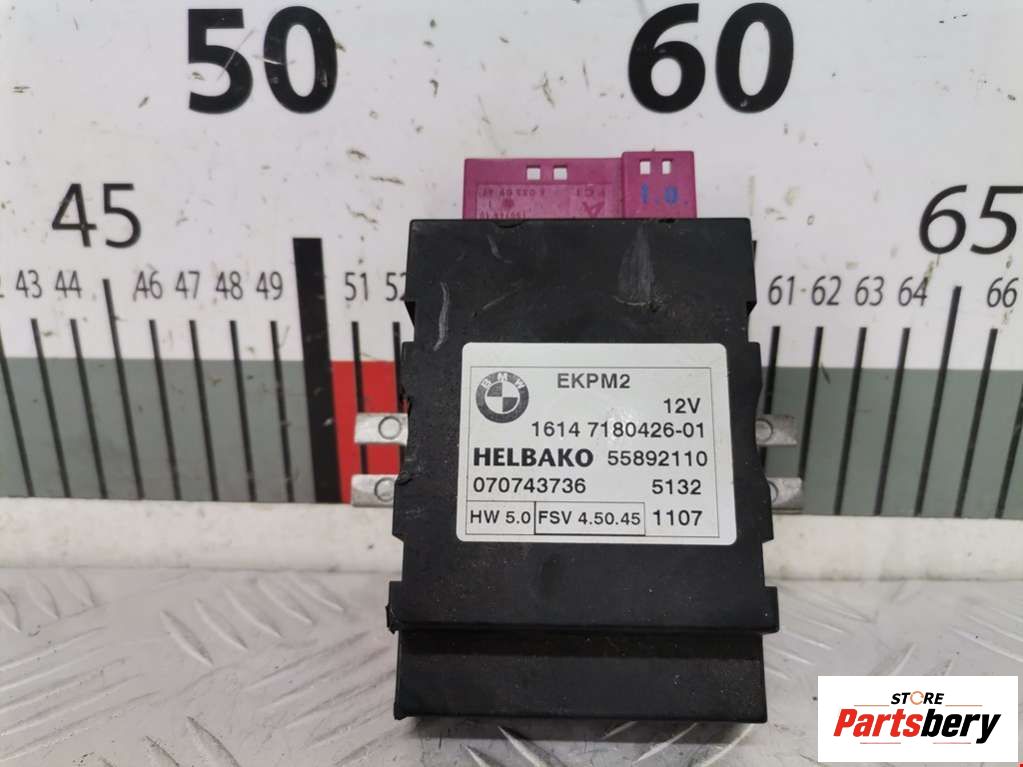 50 60
45 65
43 44 46 47 48 49 51 52 61 62 63 64 66
1.0
BMW
EKPM2
12V
1614 7180426-01
HELBAKO 55892110
070743736 5132
HW 5.0 FSV 4.50.45 1107
STORE
Partsbery